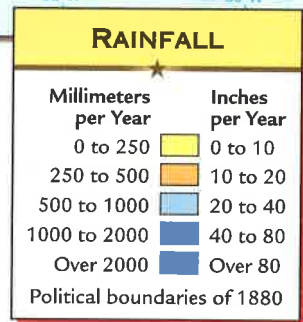 RAINFALL
Millimeters per Year Inches per Year
0 to 250 0 to 10
250 to 500 10 to 20
500 to 1000 20 to 40
1000 to 2000 40 to 80
Over 2000 Over 80
Political boundaries of 1880